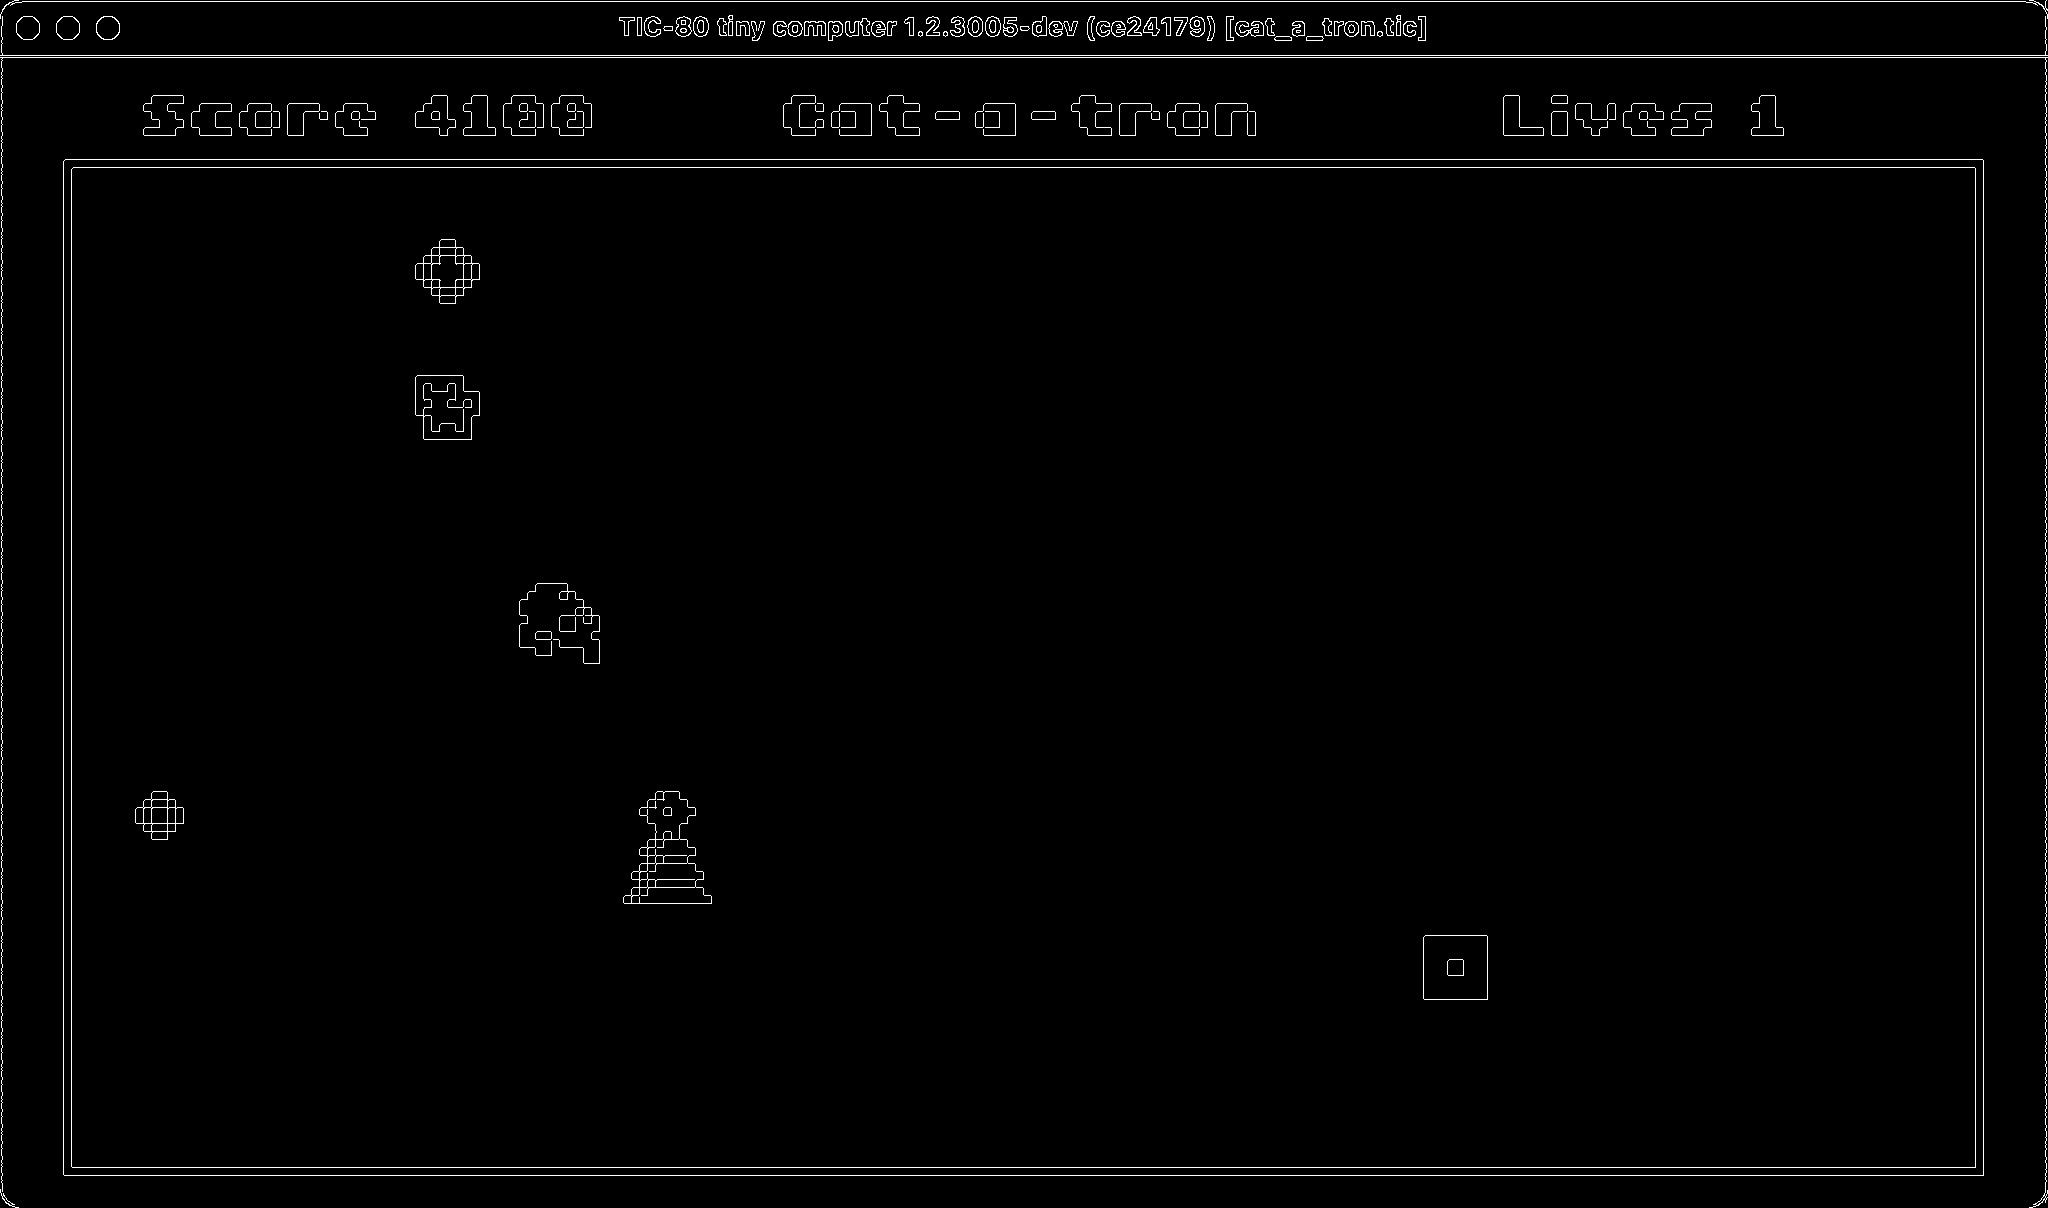 TIC-80 tiny computer 1.2.3005-dev (ce24179) [cat_a_tron.tic]
Score 4100 Cat-a-tron Lives 1